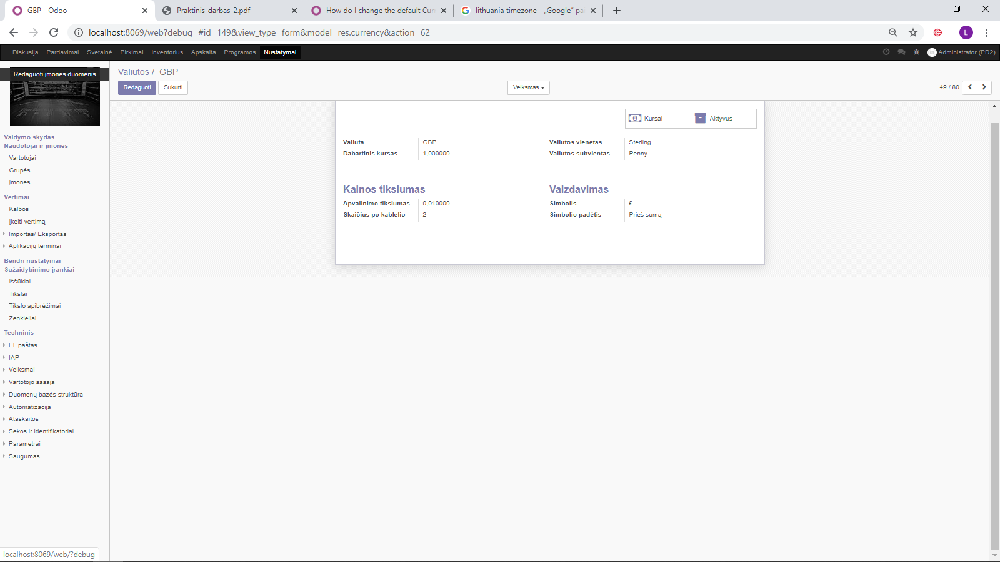 GBP - Odoo
Praktinis_darbas_2.pdf
How do I change the default Cur
lithuania timezone - „Google“ pa
localhost:8069/web?debug=#id=149&view_type=form&model=res.currency&action=62
L
Diskusija Pardavimai Svetainė Pirkimai Inventorius Apskaita Programos Nustatymai
Administrator (PD2)
Redaguoti įmonės duomenis
Valiutos / GBP
Redaguoti Sukurti
Veiksmas
49 / 80
Kursai
Aktyvus
Valiuta GBP
Dabartinis kursas 1,000000
Valiutos vienetas Sterling
Valiutos subvientas Penny
Kainos tikslumas
Apvalinimo tikslumas 0,010000
Skaičius po kablelio 2
Vaizdavimas
Simbolis £
Simbolio padėtis Prieš sumą
Valdymo skydas
Naudotojai ir įmonės
Vartotojai
Grupės
Įmonės
Vertimai
Kalbos
Įkelti vertimą
Importas/ Eksportas
Aplikacijų terminai
Bendri nustatymai
Sužaidybinimo įrankiai
Iššūkiai
Tikslai
Tikslo apibrėžimai
Ženkleliai
Techninis
El. paštas
IAP
Veiksmai
Vartotojo sąsaja
Duomenų bazės struktūra
Automatizacija
Ataskaitos
Sekos ir identifikatoriai
Parametrai
Saugumas
localhost:8069/web/?debug